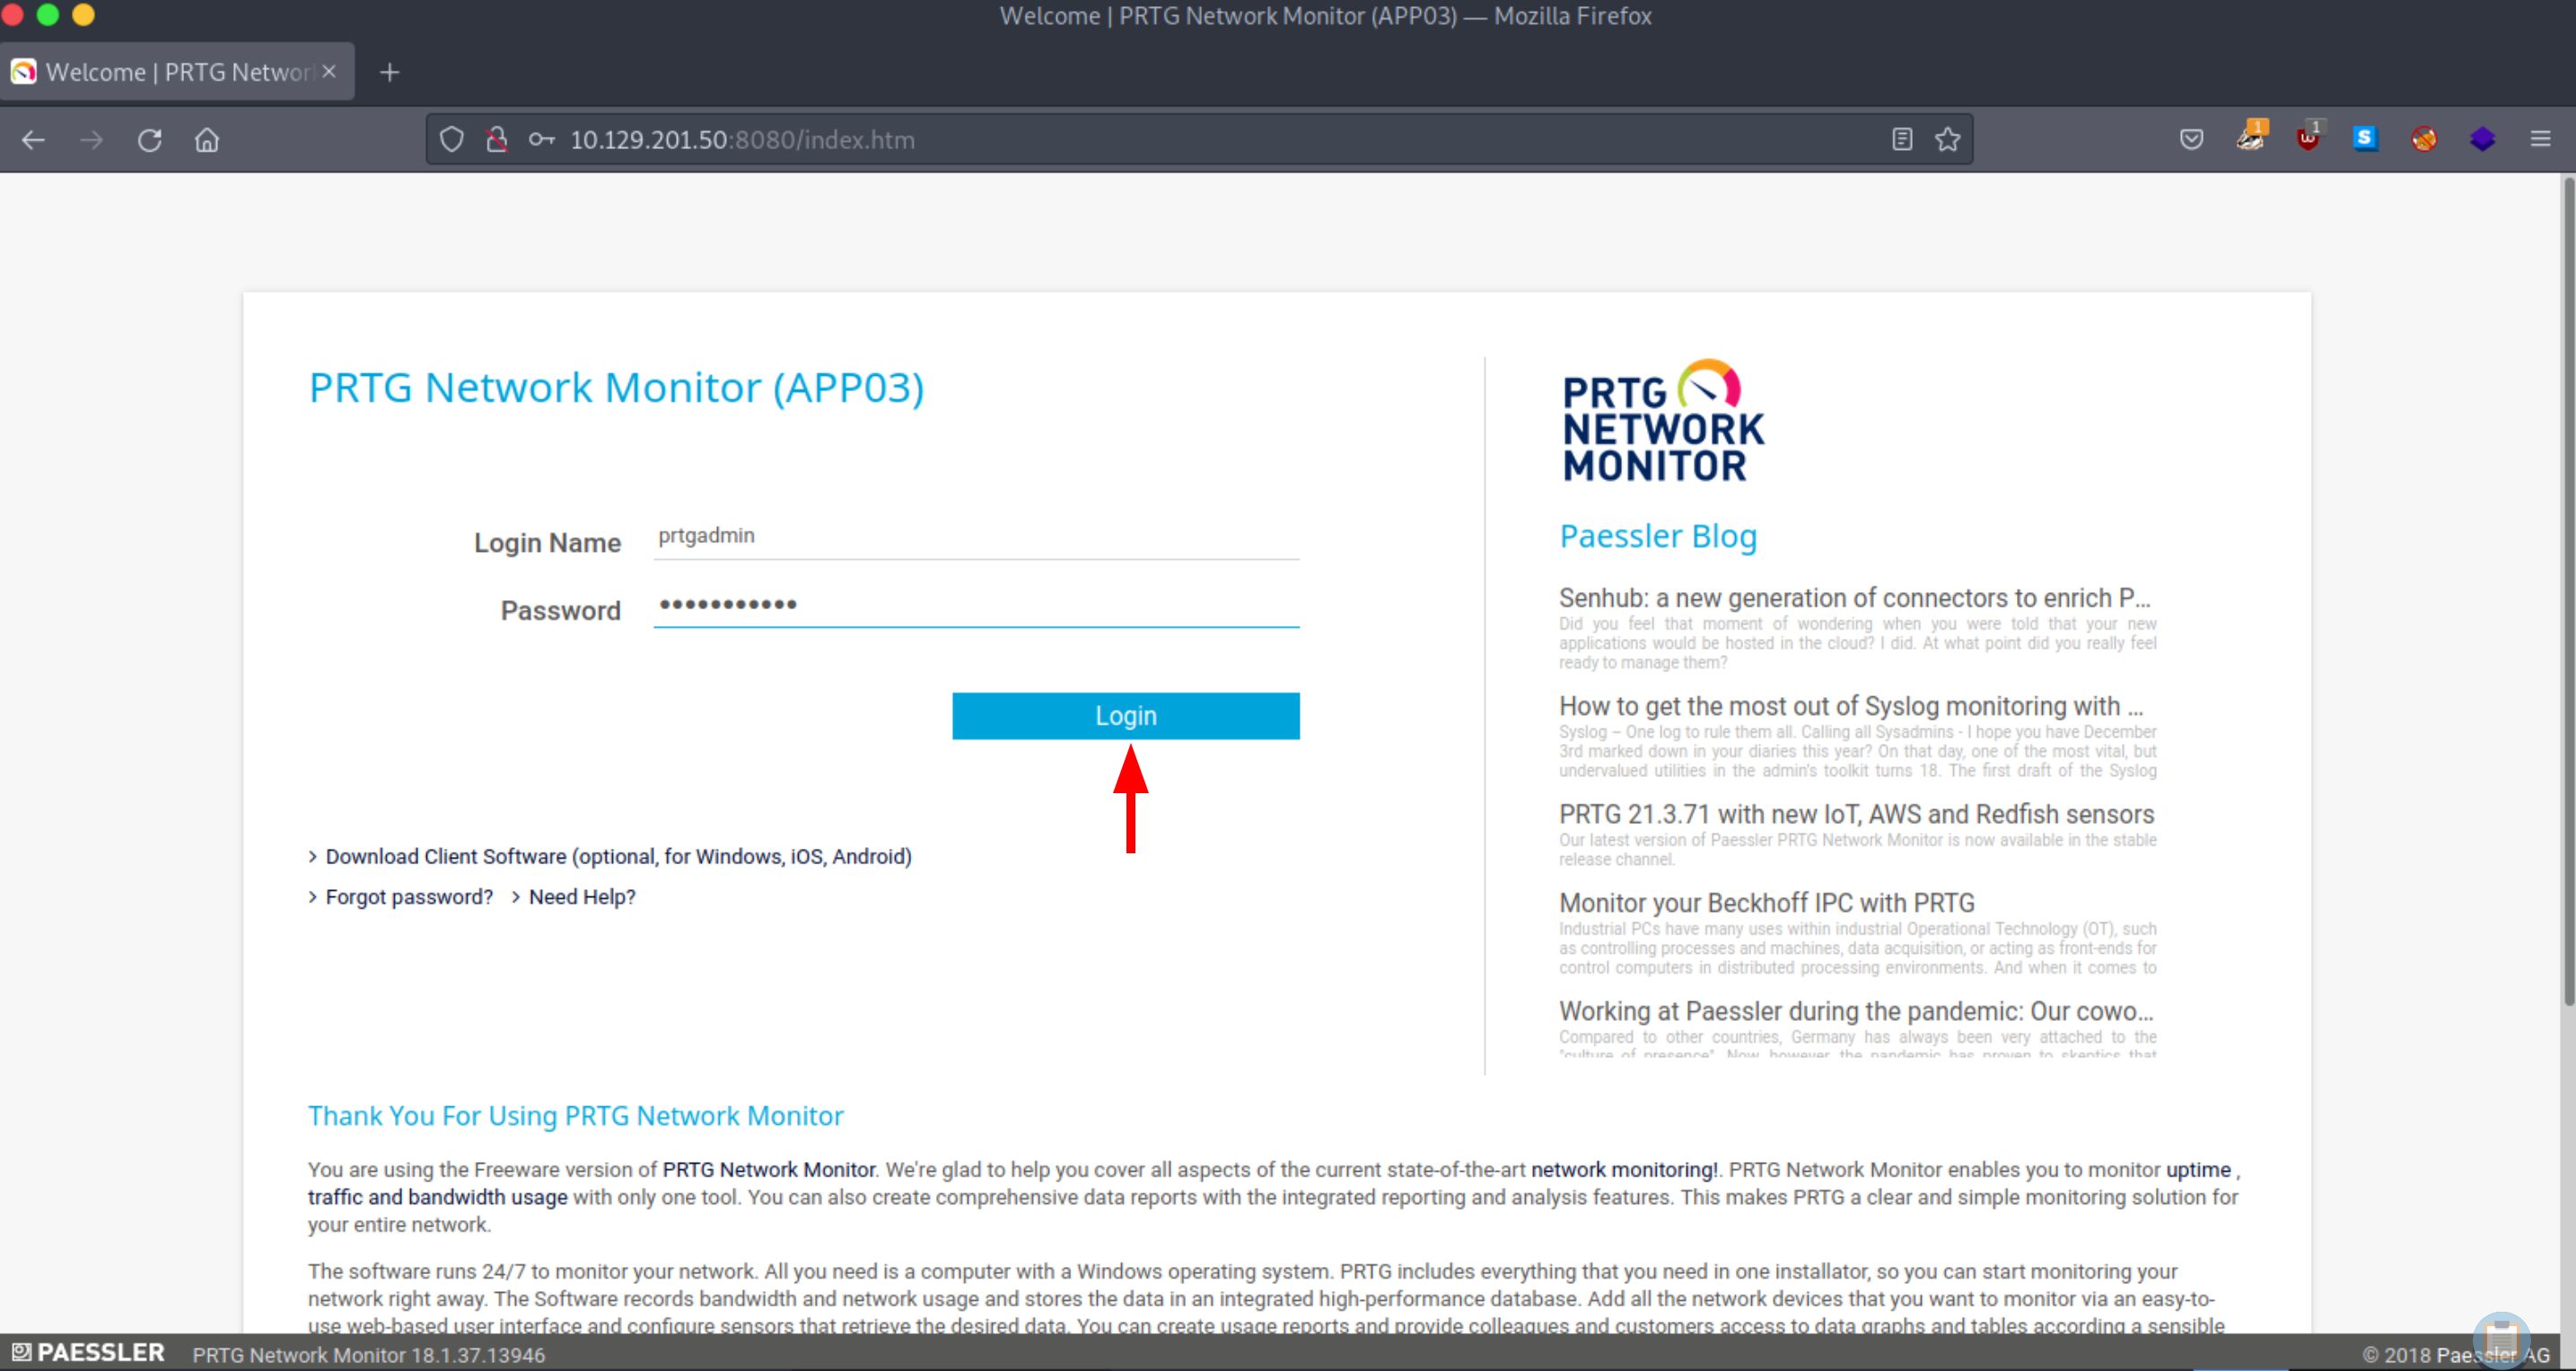 Welcome | PRTG Network Monitor (APP03) — Mozilla Firefox
Welcome | PRTG Networ
10.129.201.50:8080/index.htm
1
1
S
PRTG Network Monitor (APP03)
Login Name
prtgadmin
Password
Login
> Download Client Software (optional, for Windows, iOS, Android)
> Forgot password? > Need Help?
PRTG
NETWORK
MONITOR
Paessler Blog
Senhub: a new generation of connectors to enrich P...
Did you feel that moment of wondering when you were told that your new
applications would be hosted in the cloud? I did. At what point did you really feel
ready to manage them?
How to get the most out of Syslog monitoring with ...
Syslog – One log to rule them all. Calling all Sysadmins - I hope you have December
3rd marked down in your diaries this year? On that day, one of the most vital, but
undervalued utilities in the admin's toolkit turns 18. The first draft of the Syslog
PRTG 21.3.71 with new IoT, AWS and Redfish sensors
Our latest version of Paessler PRTG Network Monitor is now available in the stable
release channel.
Monitor your Beckhoff IPC with PRTG
Industrial PCs have many uses within industrial Operational Technology (OT), such
as controlling processes and machines, data acquisition, or acting as front-ends for
control computers in distributed processing environments. And when it comes to
Working at Paessler during the pandemic: Our cowo...
Compared to other countries, Germany has always been very attached to the
"culture of presence". Now, however, the pandemic has proven to skeptics that
Thank You For Using PRTG Network Monitor
You are using the Freeware version of PRTG Network Monitor. We're glad to help you cover all aspects of the current state-of-the-art network monitoring!. PRTG Network Monitor enables you to monitor uptime ,
traffic and bandwidth usage with only one tool. You can also create comprehensive data reports with the integrated reporting and analysis features. This makes PRTG a clear and simple monitoring solution for
your entire network.
The software runs 24/7 to monitor your network. All you need is a computer with a Windows operating system. PRTG includes everything that you need in one installator, so you can start monitoring your
network right away. The Software records bandwidth and network usage and stores the data in an integrated high-performance database. Add all the network devices that you want to monitor via an easy-to-
use web-based user interface and configure sensors that retrieve the desired data. You can create usage reports and provide colleagues and customers access to data graphs and tables according a sensible
PAESSLER PRTG Network Monitor 18.1.37.13946
© 2018 Paessler AG